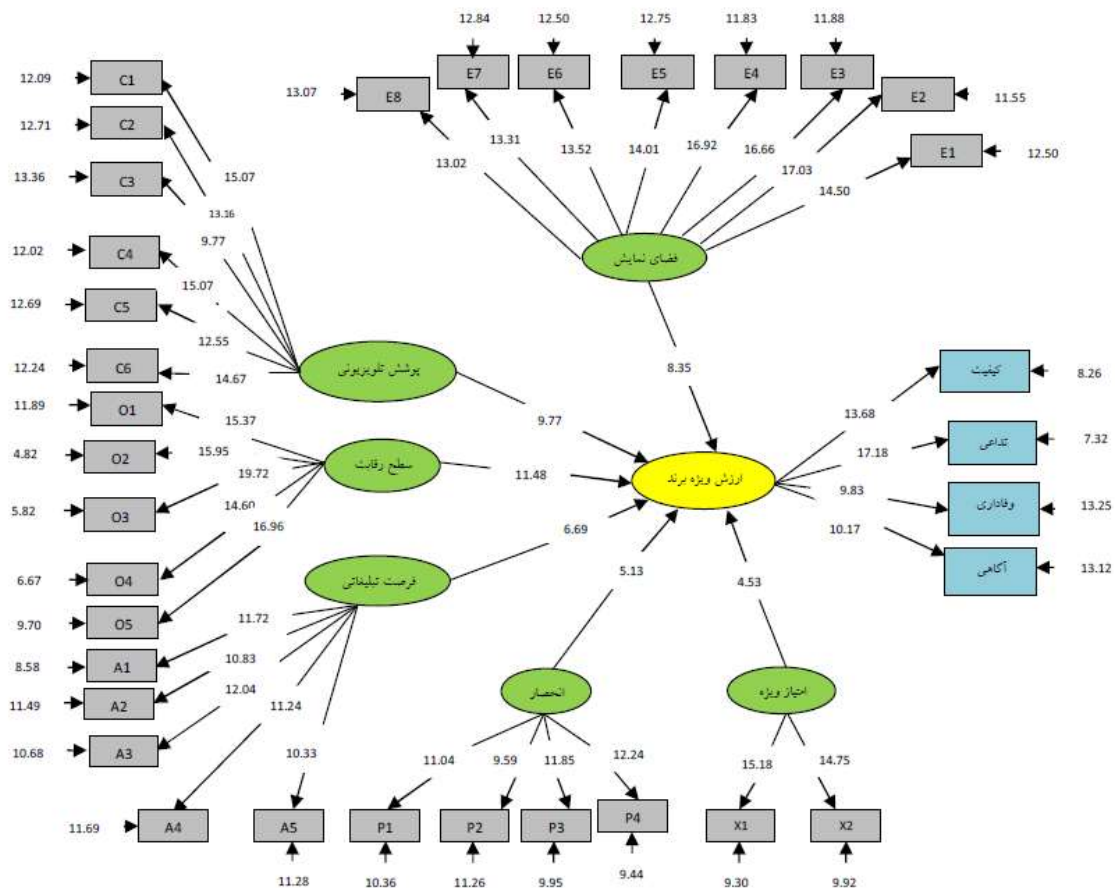 12.84 12.50 12.75 11.83 11.88
E7 E6 E5 E4 E3
13.07 E8 E2 11.55
E1 12.50
13.02 13.31 13.52 14.01 16.92 16.66 17.03 14.50
فضای نمایش
8.35
12.09 C1
12.71 C2
13.36 C3
12.02 C4
12.69 C5
12.24 C6
15.07
13.16
9.77
15.07
12.55
14.67
پوشش تلویزیونی
9.77
11.89 O1
4.82 O2
5.82 O3
6.67 O4
9.70 O5
15.37
15.95
19.72
14.60
16.96
سطح رقابت
11.48
ارزش ویژه برند
13.68 کیفیت 8.26
17.18 تداعی 7.32
9.83 وفاداری 13.25
10.17 آگاهی 13.12
فرصت تبلیغاتی
6.69
8.58 A1
11.49 A2
10.68 A3
11.69 A4
A5
11.28
11.72
10.83
12.04
11.24
10.33
5.13
انحصار
11.04 9.59 11.85 12.24
P1 P2 P3 P4
10.36 11.26 9.95 9.44
4.53
امتیاز ویژه
15.18 14.75
X1 X2
9.30 9.92